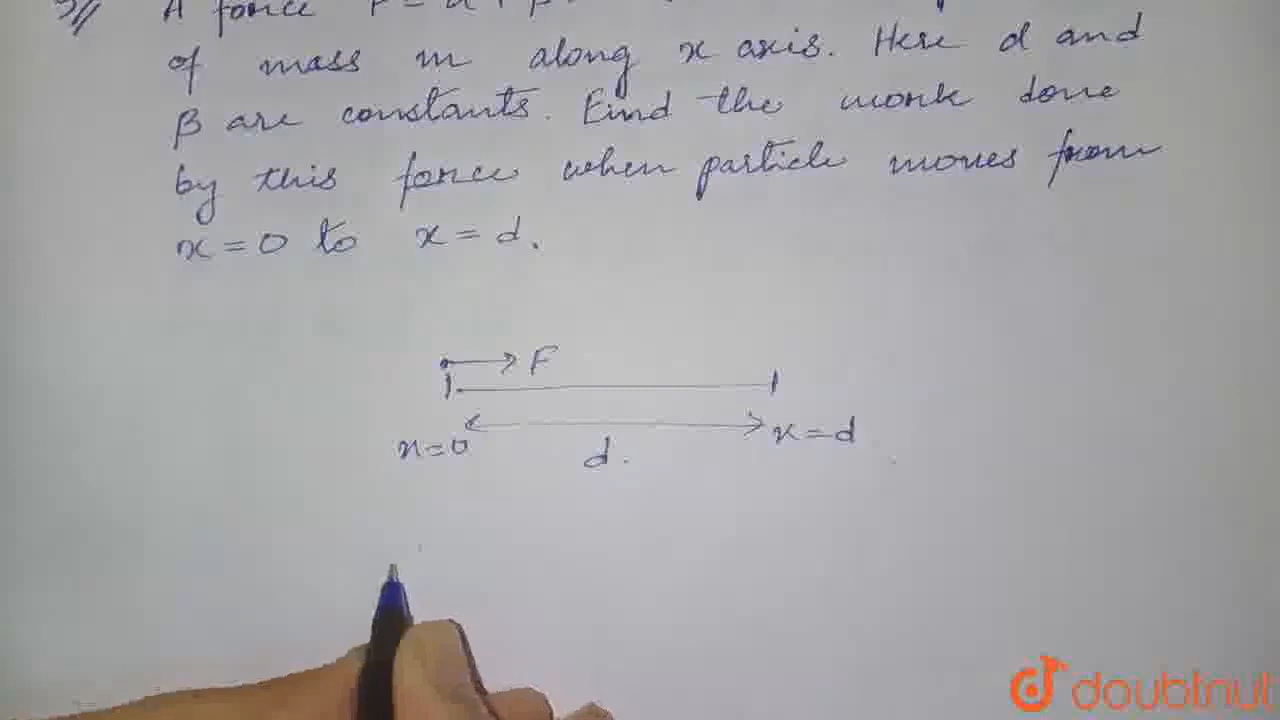 A force F = α + β
of mass m along x axis. Here α and
β are constants. Find the work done
by this force when particle moves from
x = 0 to x = d.
F
x=0
d.
x=d
doubtnut